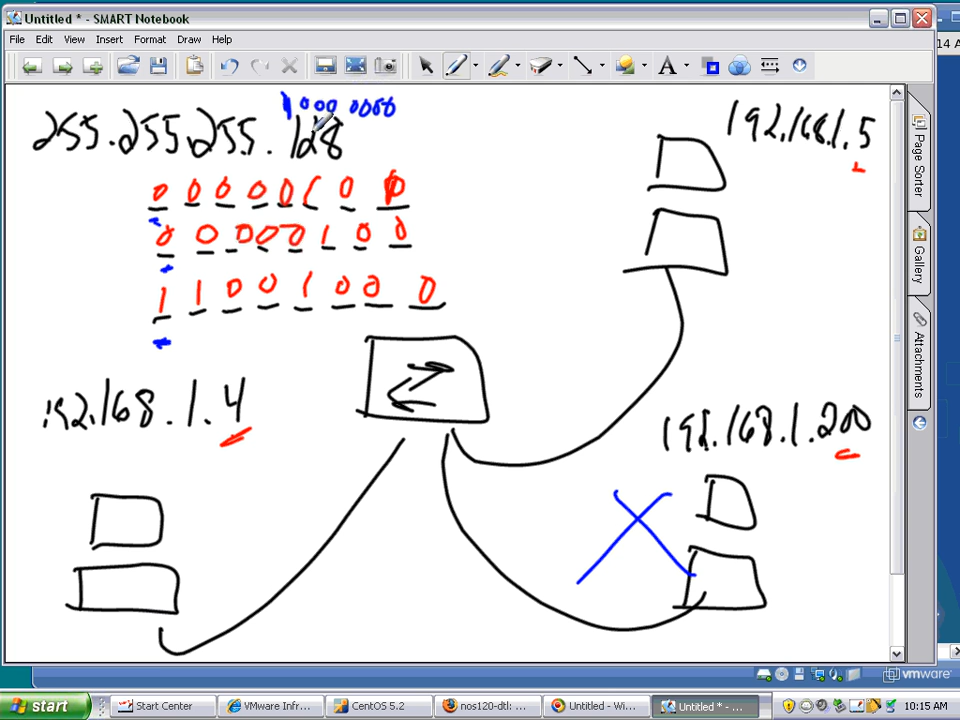 Untitled * - SMART Notebook
File Edit View Insert Format Draw Help
1000 0000
255.255.255.128
192.168.1.5
0 0 0 0 0 1 0 0
0 0 0 0 0 1 0 0
1 1 0 0 1 0 0 0
192.168.1.4
192.168.1.200
Page Sorter
Gallery
Attachments
14 A
vmware
start
Start Center
VMware Infr...
CentOS 5.2
nos120-dtl: ...
Untitled - Wi...
Untitled * - ...
10:15 AM